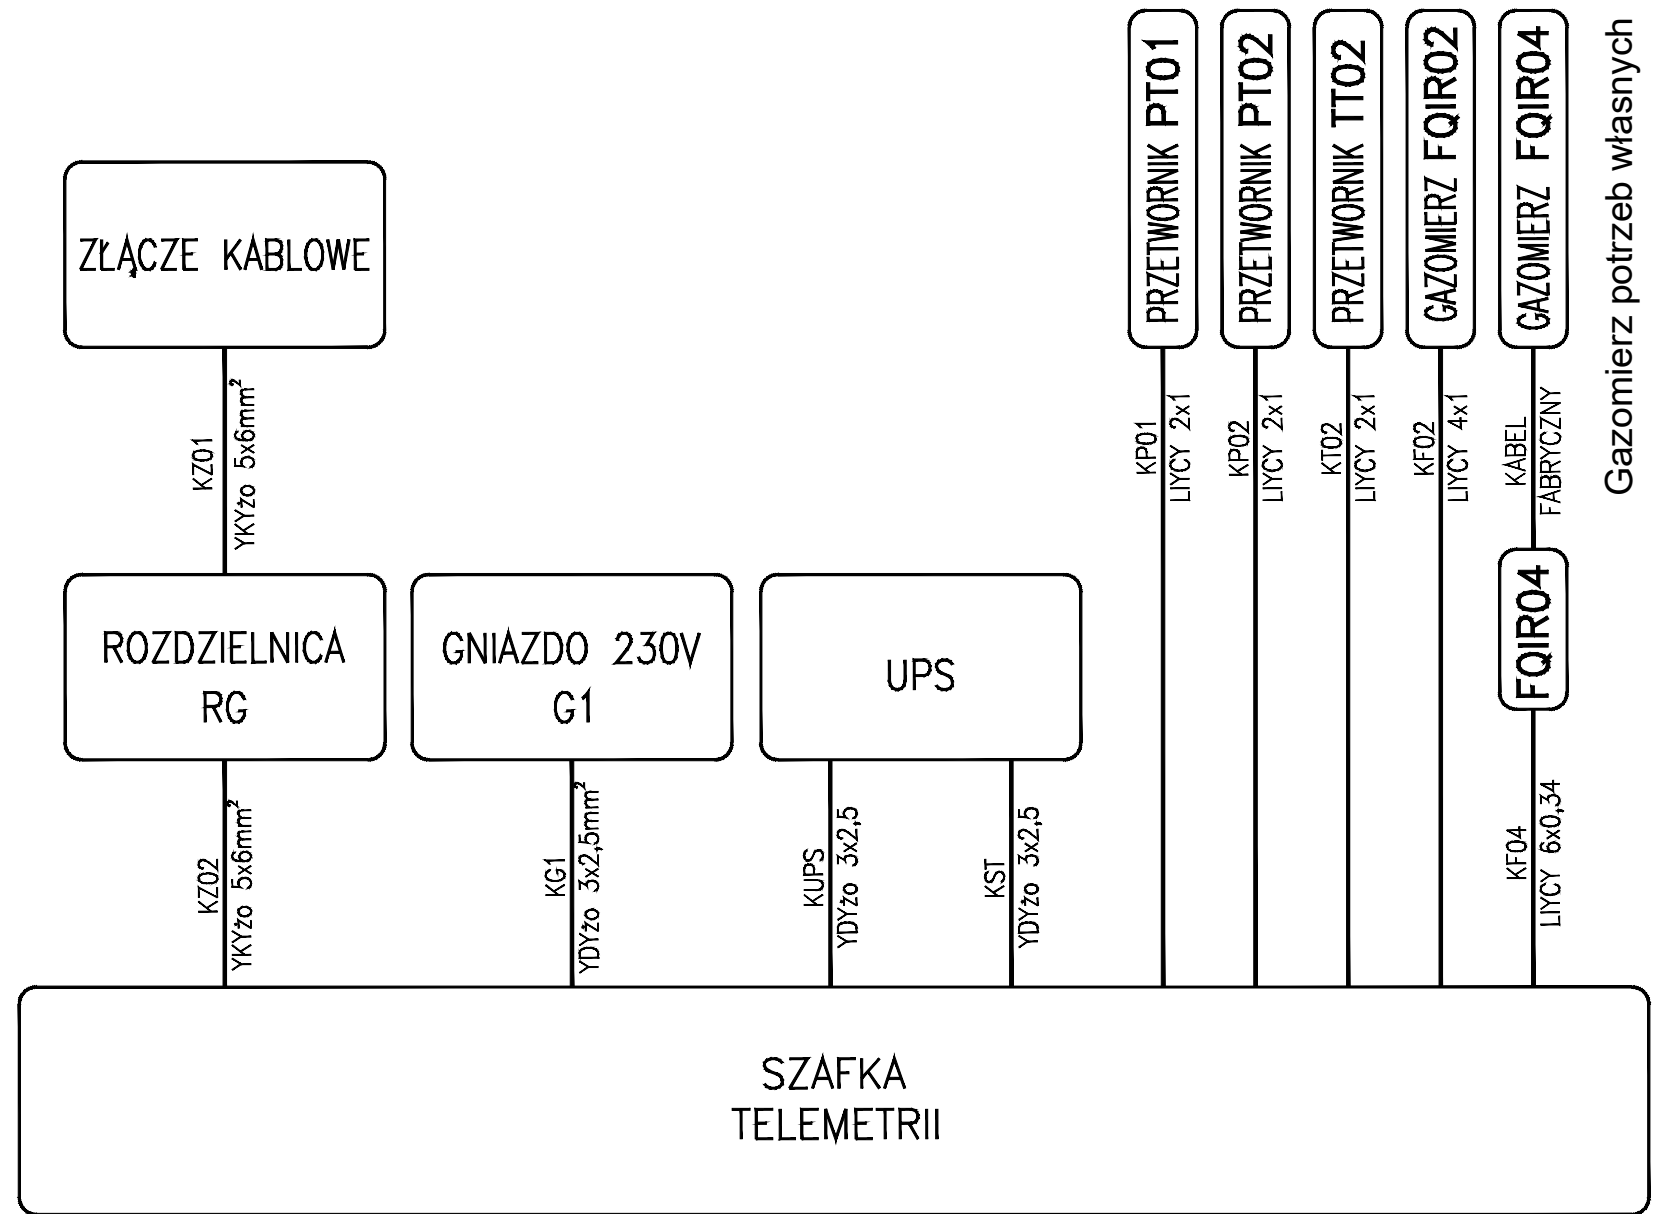 PRZETWORNIK PT01
PRZETWORNIK PT02
PRZETWORNIK TT02
GAZOMIERZ FQIR02
GAZOMIERZ FQIR04
Gazomierz potrzeb własnych
ZŁĄCZE KABLOWE
KZ01
YKYżo 5x6mm²
KP01
LIYCY 2x1
KP02
LIYCY 2x1
KT02
LIYCY 2x1
KF02
LIYCY 4x1
KABEL
FABRYCZNY
ROZDZIELNICA
RG
GNIAZDO 230V
G1
UPS
FQIR04
KZ02
YKYżo 5x6mm²
KG1
YDYżo 3x2,5mm²
KUPS
YDYżo 3x2,5
KST
YDYżo 3x2,5
KF04
LIYCY 6x0,34
SZAFKA
TELEMETRII